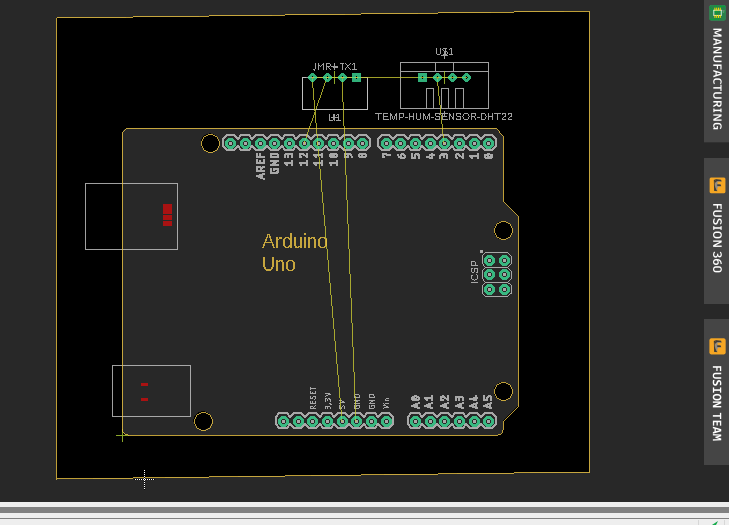 JMR-TX1
U1
US1
TEMP-HUM-SENSOR-DHT22
AREF
GND
13
12
11
10
9
8
7
6
5
4
3
2
1
0
Arduino
Uno
ICSP
RESET
3.3V
5V
GND
GND
Vin
A0
A1
A2
A3
A4
A5
MANUFACTURING
FUSION 360
FUSION TEAM